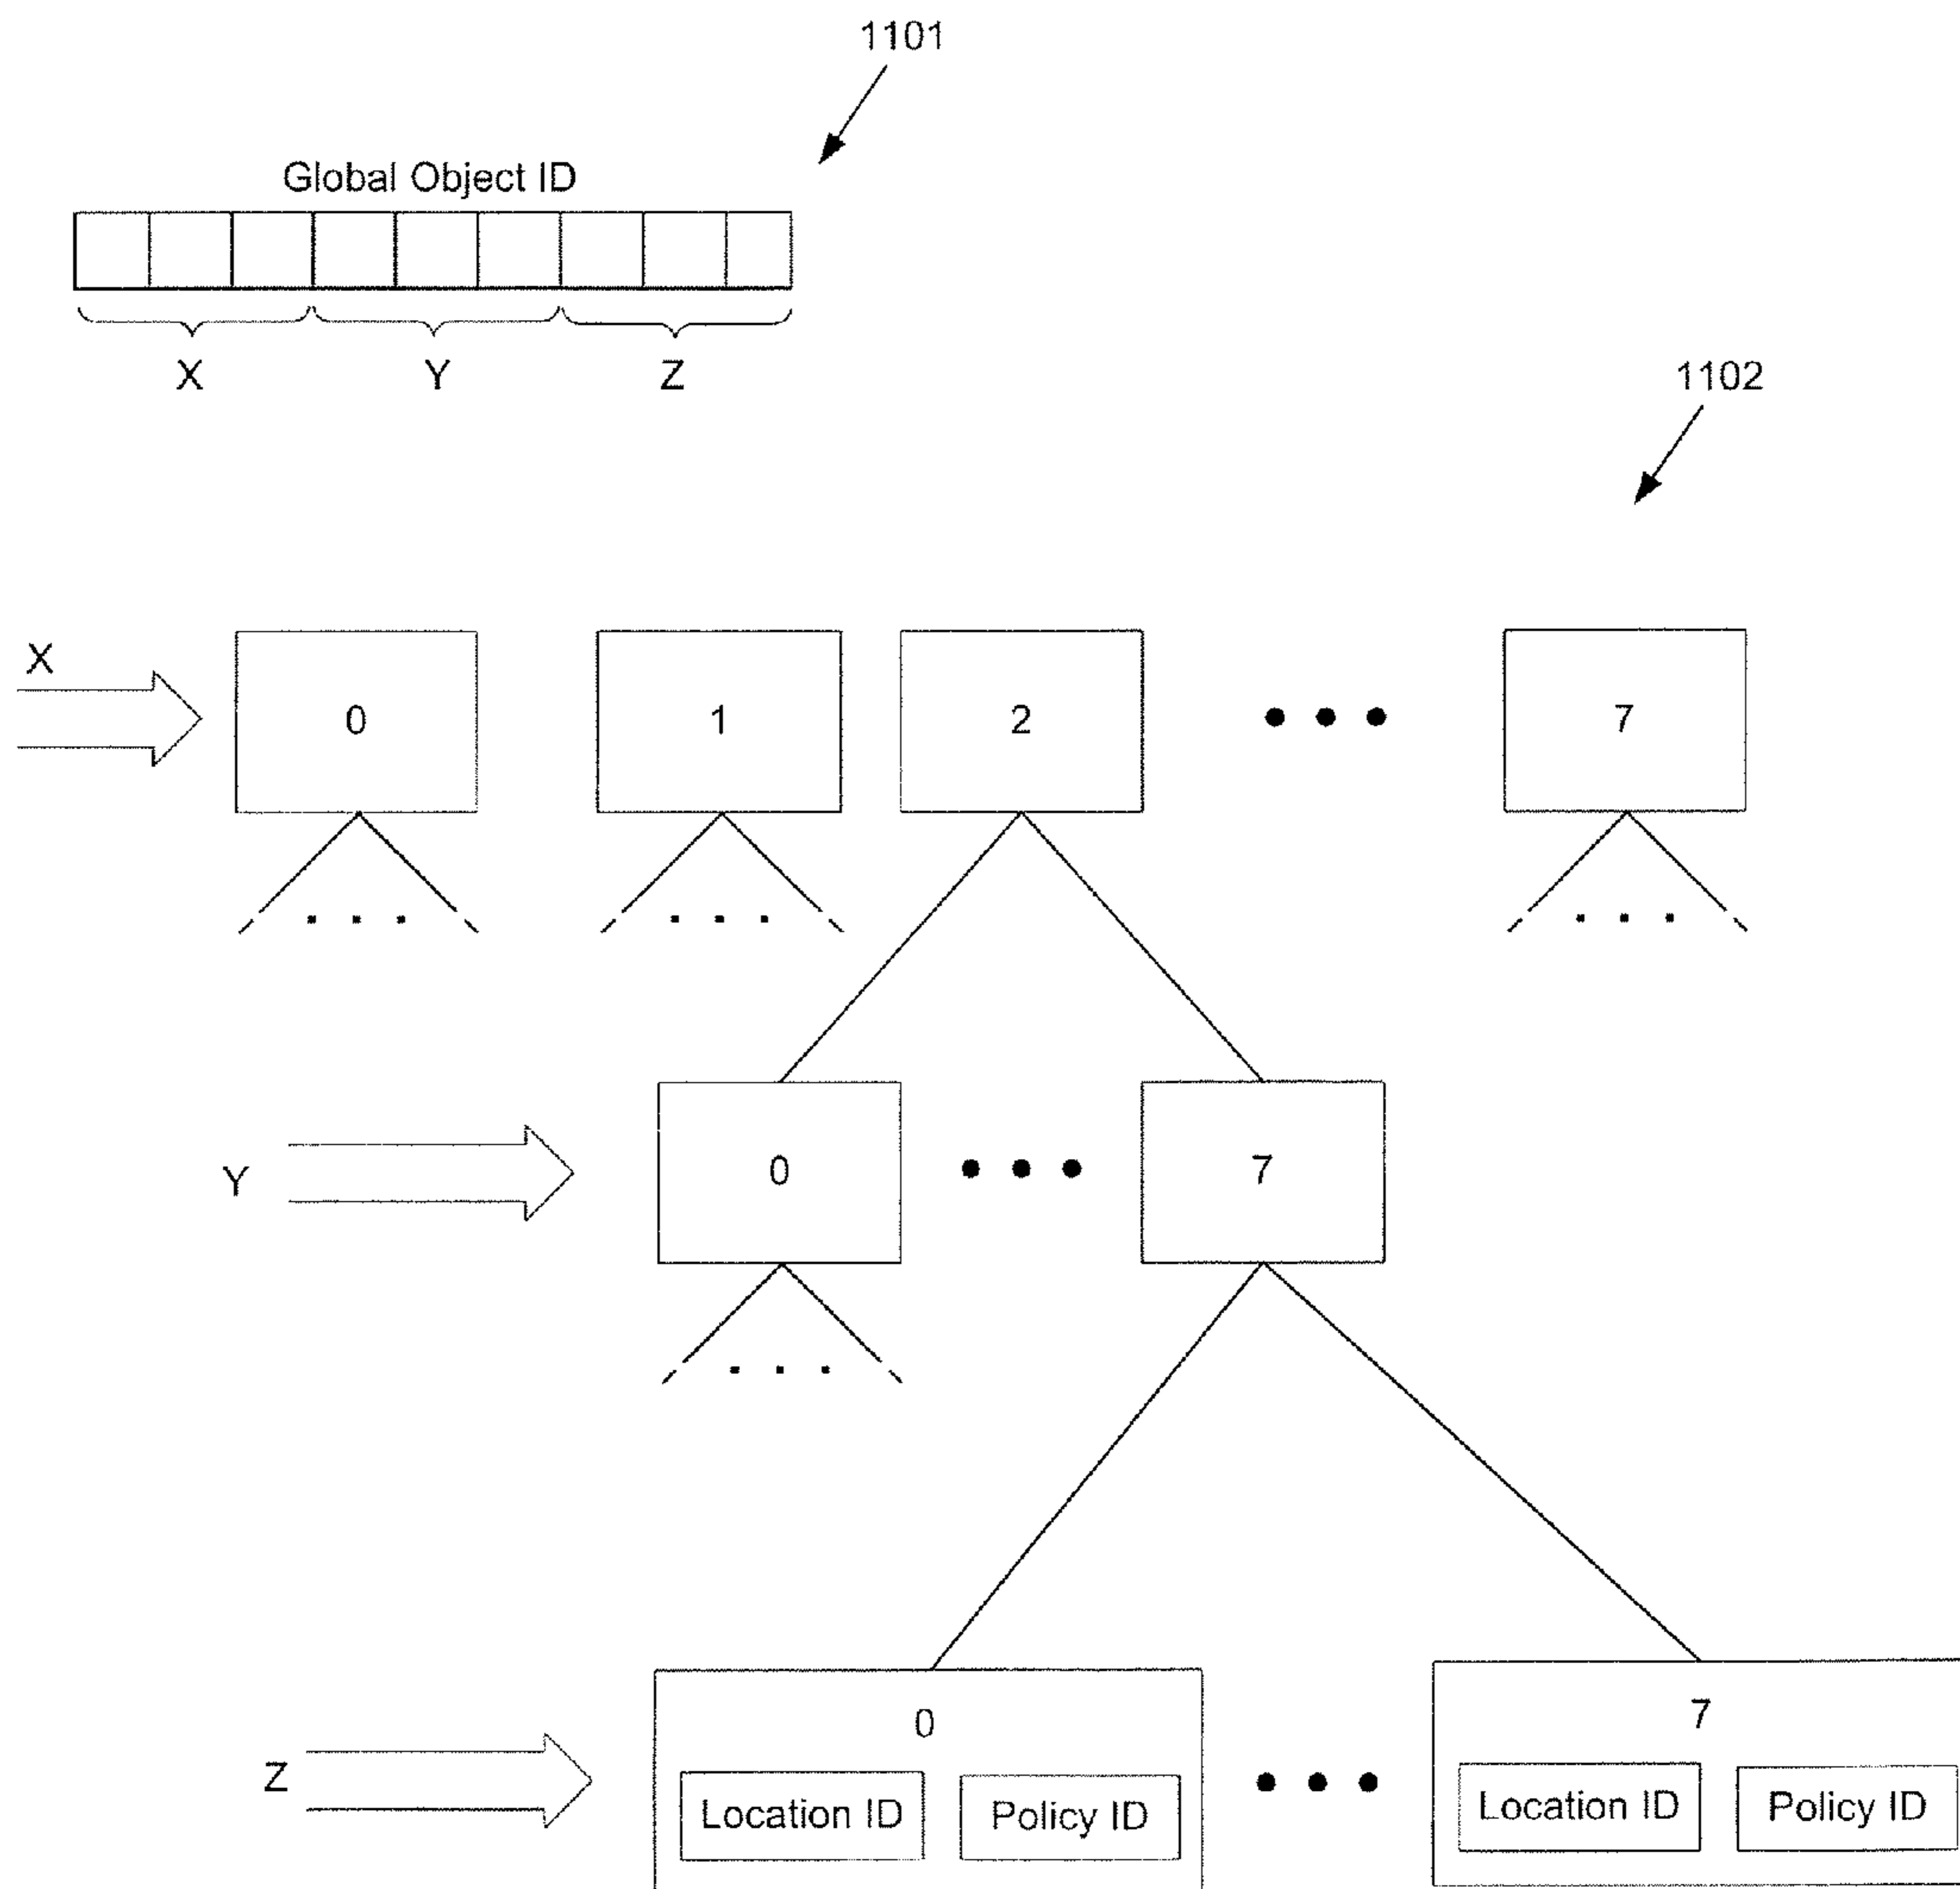 1101
Global Object ID
X Y Z
1102
X
0 1 2 7
Y
0 7
Z
0 7
Location ID Policy ID Location ID Policy ID